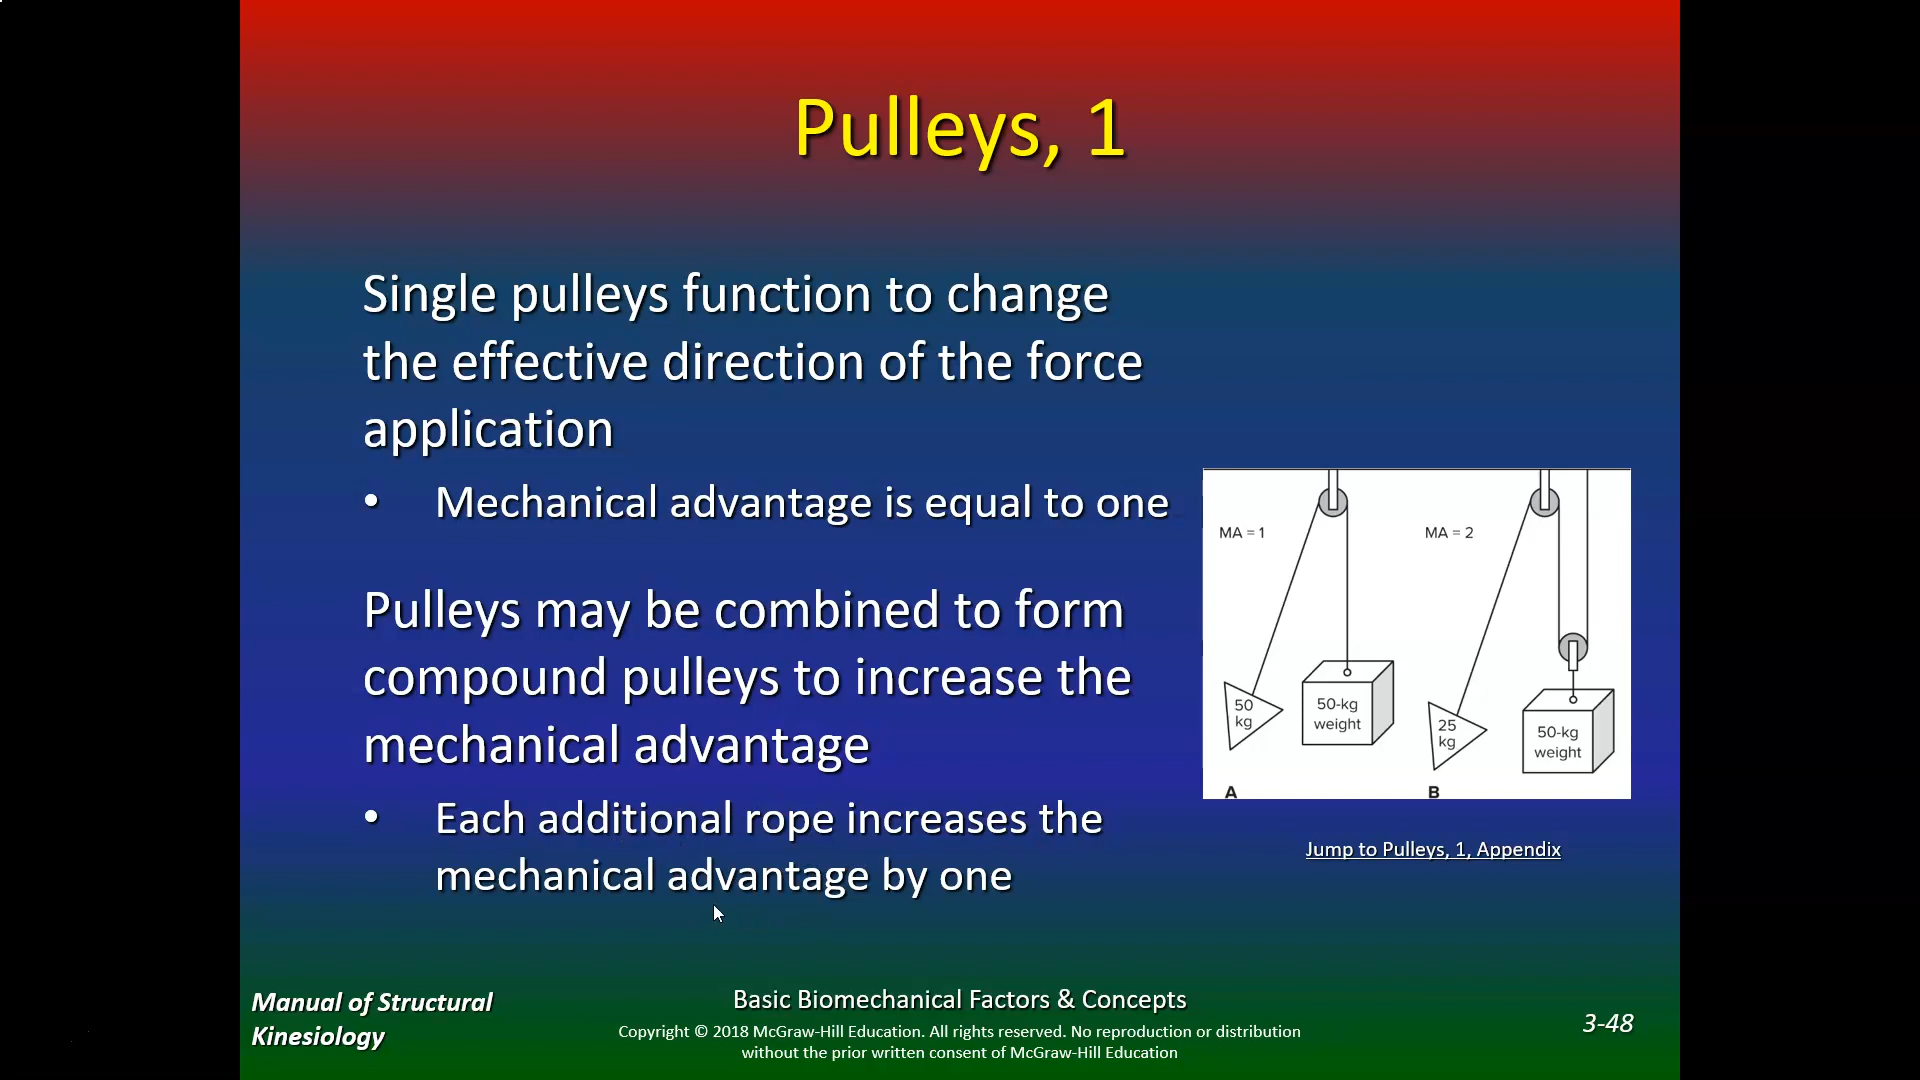 Pulleys, 1
Single pulleys function to change
the effective direction of the force
application
• Mechanical advantage is equal to one
Pulleys may be combined to form
compound pulleys to increase the
mechanical advantage
• Each additional rope increases the
mechanical advantage by one
MA = 1
MA = 2
50
kg
50-kg
weight
25
kg
50-kg
weight
A
B
Jump to Pulleys, 1, Appendix
Manual of Structural
Kinesiology
Basic Biomechanical Factors & Concepts
Copyright © 2018 McGraw-Hill Education. All rights reserved. No reproduction or distribution
without the prior written consent of McGraw-Hill Education
3-48